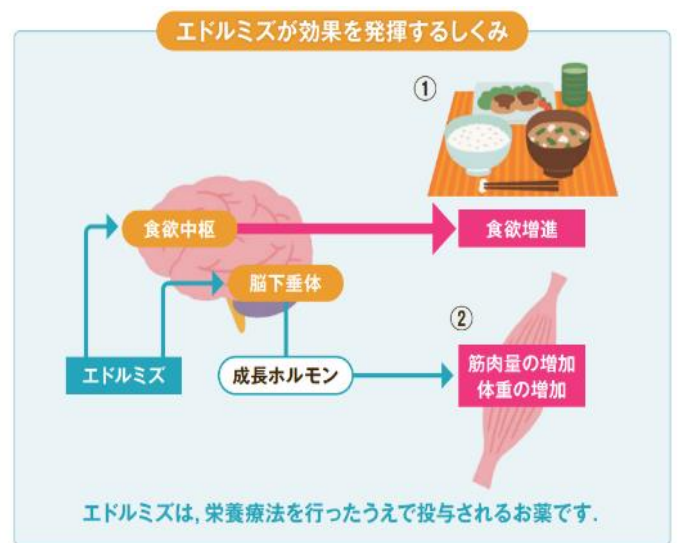 エドルミズが効果を発揮するしくみ
①
食欲中枢
食欲増進
脳下垂体
②
エドルミズ
成長ホルモン
筋肉量の増加
体重の増加
エドルミズは,栄養療法を行ったうえで投与されるお薬です.